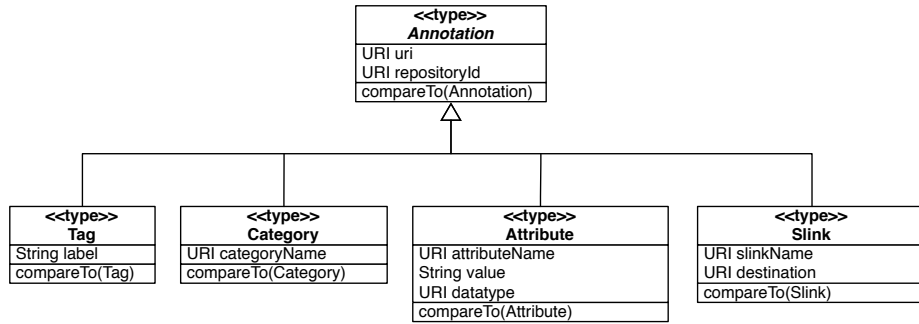 <<type>>
Annotation
URI uri
URI repositoryId
compareTo(Annotation)
<<type>>
Tag
String label
compareTo(Tag)
<<type>>
Category
URI categoryName
compareTo(Category)
<<type>>
Attribute
URI attributeName
String value
URI datatype
compareTo(Attribute)
<<type>>
Slink
URI slinkName
URI destination
compareTo(Slink)